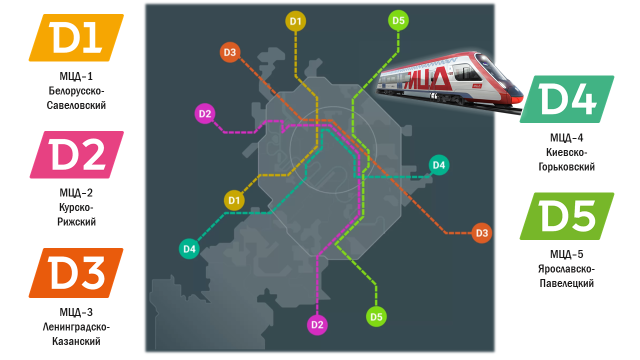 D1
МЦД-1
Белорусско-
Савеловский
D2
МЦД-2
Курско-
Рижский
D3
МЦД-3
Ленинградско-
Казанский
D1
D5
D3
D2
D4
D1
D3
D4
D5
D2
МЦД
D4
МЦД-4
Киевско-
Горьковский
D5
МЦД-5
Ярославско-
Павелецкий